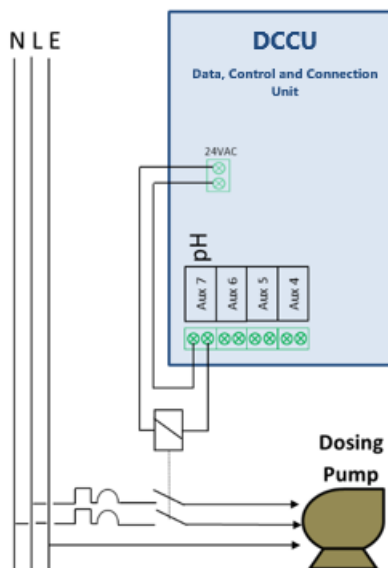 N L E
DCCU
Data, Control and Connection
Unit
24VAC
pH
Aux 7
Aux 6
Aux 5
Aux 4
Dosing
Pump